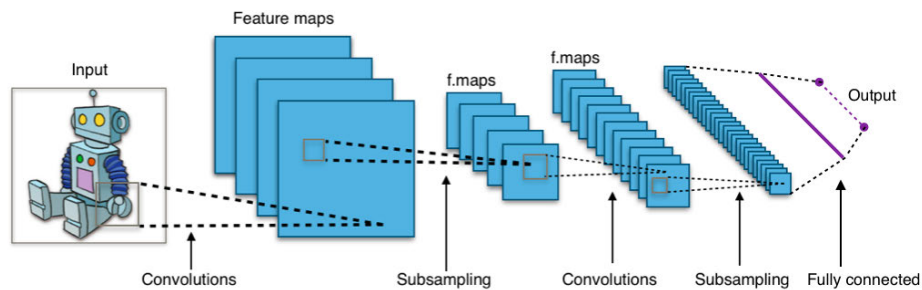 Feature maps
Input
f.maps
f.maps
Output
Convolutions
Subsampling
Convolutions
Subsampling
Fully connected